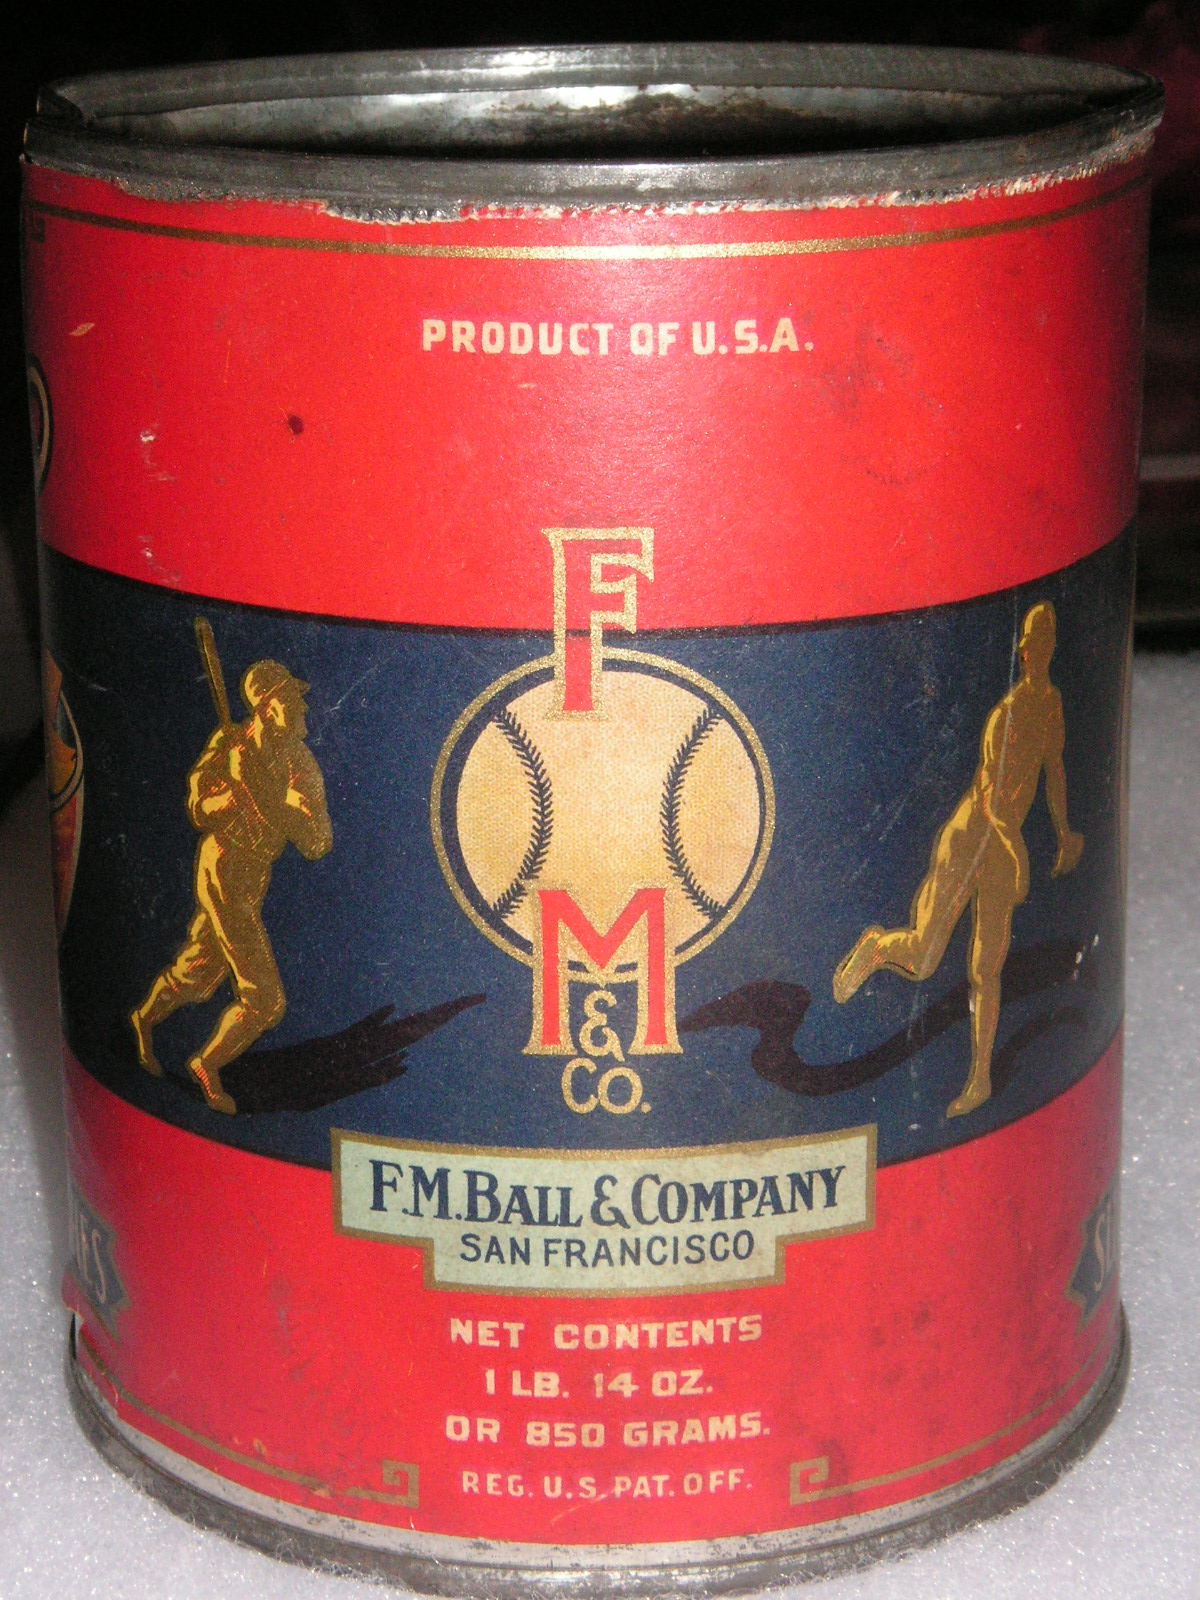 PRODUCT OF U.S.A.
F
M
& CO.
F.M. BALL & COMPANY
SAN FRANCISCO
NET CONTENTS
1 LB. 14 OZ.
OR 850 GRAMS.
REG. U.S. PAT. OFF.